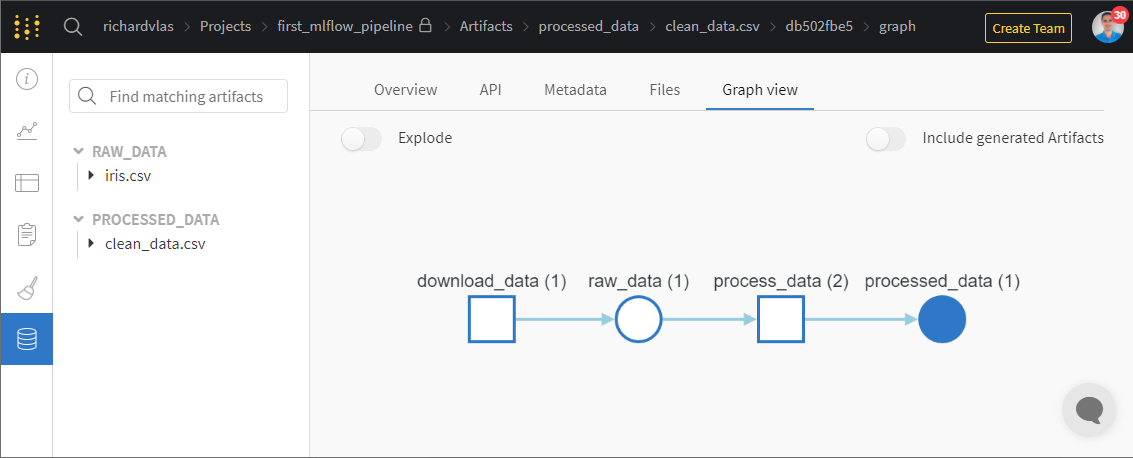 richardvlas > Projects > first_mlflow_pipeline > Artifacts > processed_data > clean_data.csv > db502fbe5 > graph
Create Team
30
Find matching artifacts
RAW_DATA
iris.csv
PROCESSED_DATA
clean_data.csv
Overview API Metadata Files Graph view
Explode
Include generated Artifacts
download_data (1) raw_data (1) process_data (2) processed_data (1)